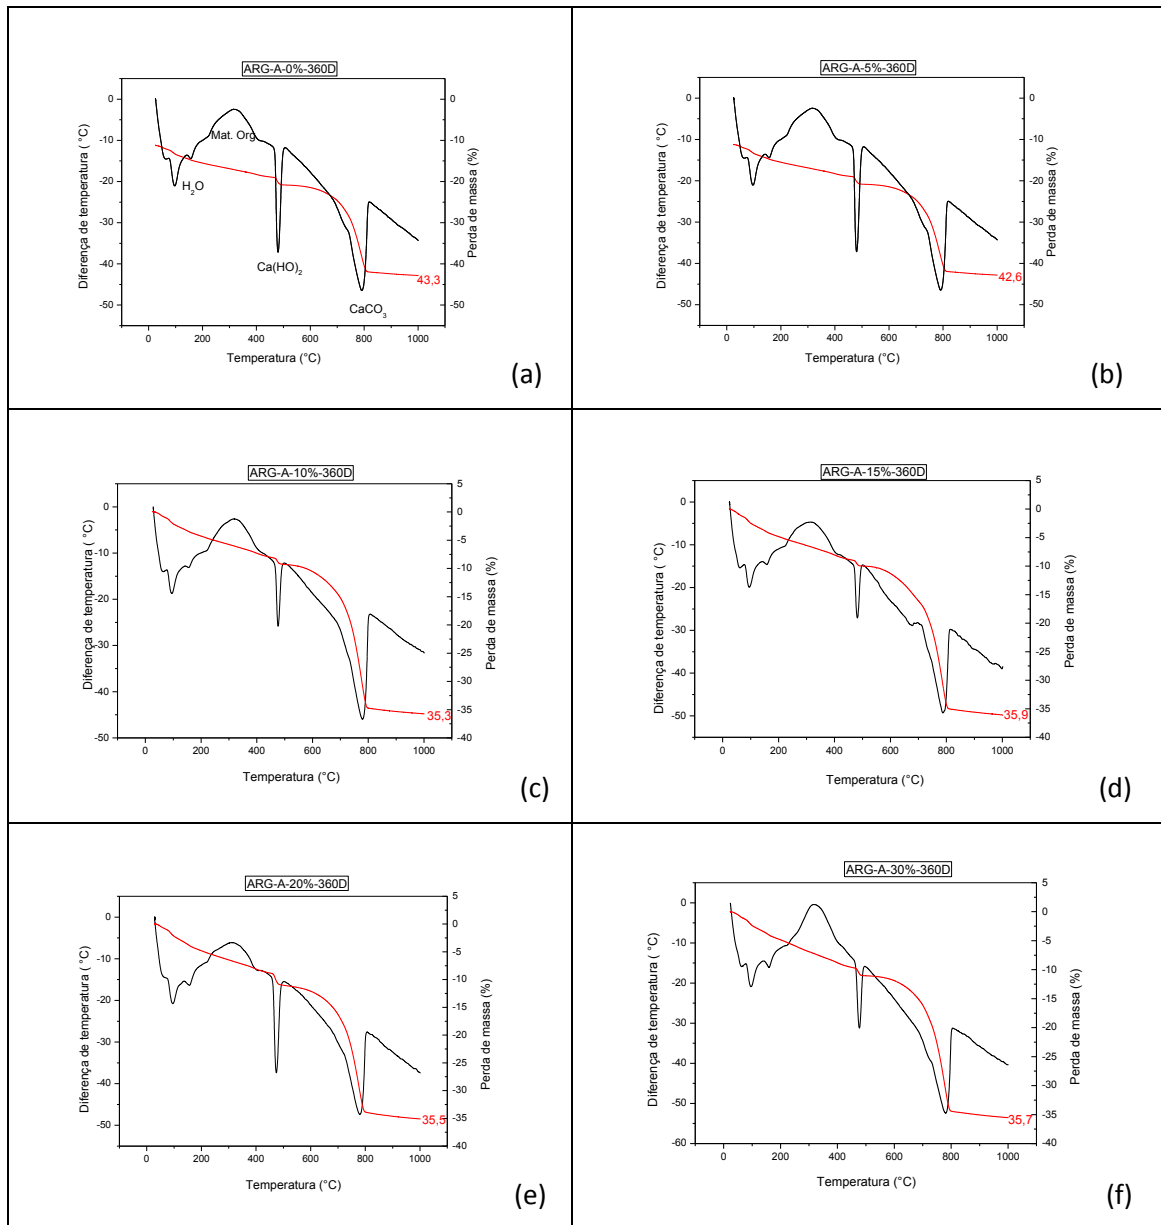 ARG-A-0%-360D
0
-10
-20
-30
-40
-50
Diferença de temperatura ( °C)
0
-10
-20
-30
-40
-50
Perda de massa (%)
Mat. Org
H₂O
Ca(HO)₂
CaCO₃
43,3
0 200 400 600 800 1000
Temperatura (°C)
(a)
ARG-A-5%-360D
0
-10
-20
-30
-40
-50
Diferença de temperatura ( °C)
0
-10
-20
-30
-40
-50
Perda de massa (%)
42,6
0 200 400 600 800 1000
Temperatura (°C)
(b)
ARG-A-10%-360D
0
-10
-20
-30
-40
-50
Diferença de temperatura ( °C)
5
0
-5
-10
-15
-20
-25
-30
-35
-40
Perda de massa (%)
35,3
0 200 400 600 800 1000
Temperatura (°C)
(c)
ARG-A-15%-360D
0
-10
-20
-30
-40
-50
Diferença de temperatura ( °C)
5
0
-5
-10
-15
-20
-25
-30
-35
-40
Perda de massa (%)
35,9
0 200 400 600 800 1000
Temperatura (°C)
(d)
ARG-A-20%-360D
0
-10
-20
-30
-40
-50
Diferença de temperatura ( °C)
5
0
-5
-10
-15
-20
-25
-30
-35
-40
Perda de massa (%)
35,5
0 200 400 600 800 1000
Temperatura (°C)
(e)
ARG-A-30%-360D
0
-10
-20
-30
-40
-50
-60
Diferença de temperatura ( °C)
5
0
-5
-10
-15
-20
-25
-30
-35
-40
Perda de massa (%)
35,7
0 200 400 600 800 1000
Temperatura (°C)
(f)